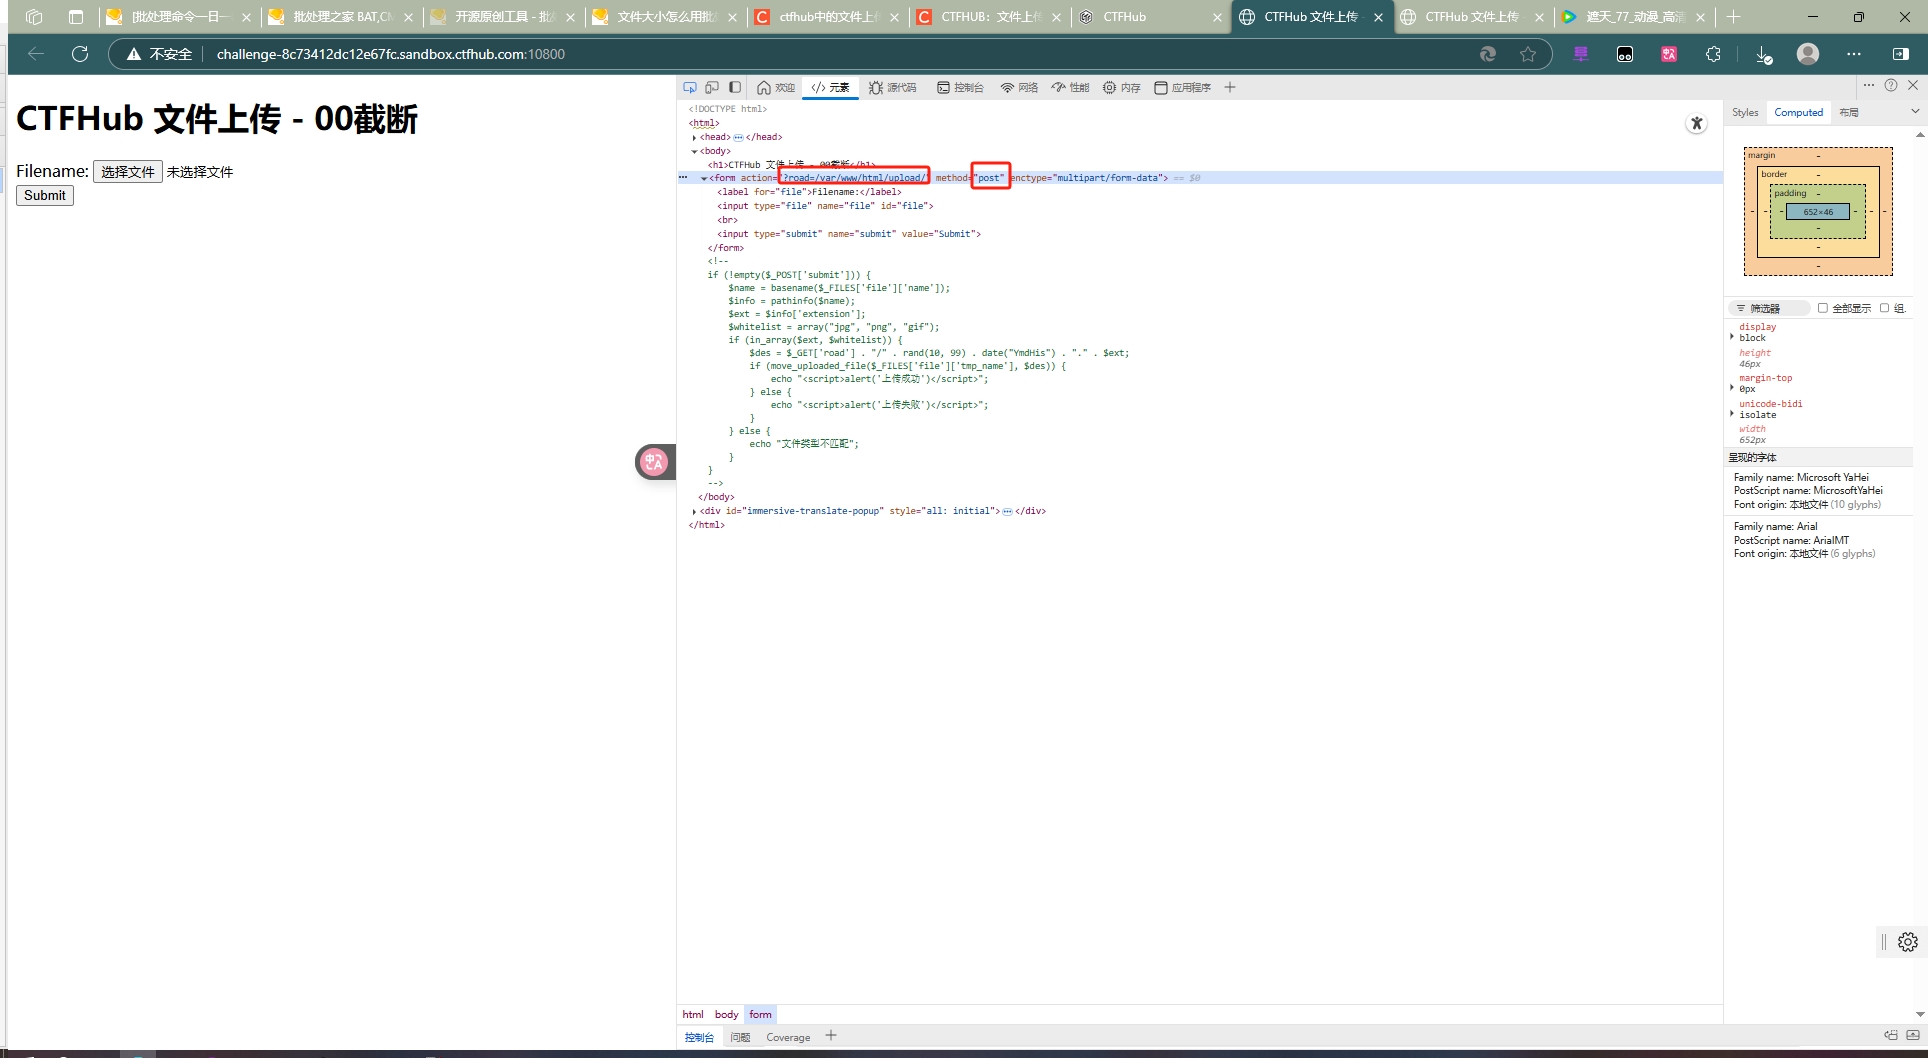 [批处理命令一日一
批处理之家 BAT,C
开源原创工具 - 批
文件大小怎么用批
ctfhub中的文件上
CTFHUB：文件上
CTFHub
CTFHub 文件上传
CTFHub 文件上传
遮天_77_动漫_高清
不安全
challenge-8c73412dc12e67fc.sandbox.ctfhub.com:10800
CTFHub 文件上传 - 00截断
Filename: 选择文件 未选择文件
Submit
欢迎 </> 元素 源代码 控制台 网络 性能 内存 应用程序
<!DOCTYPE html>
<html>
<head> ... </head>
<body>
<h1>CTFHub 文件上传 - 00截断</h1>
<form action="?road=/var/www/html/upload/" method="post" enctype="multipart/form-data"> == $0
<label for="file">Filename:</label>
<input type="file" name="file" id="file">
<br>
<input type="submit" name="submit" value="Submit">
</form>
<!--
if (!empty($_POST['submit'])) {
$name = basename($_FILES['file']['name']);
$info = pathinfo($name);
$ext = $info['extension'];
$whitelist = array("jpg", "png", "gif");
if (in_array($ext, $whitelist)) {
$des = $_GET['road'] . "/" . rand(10, 99) . date("YmdHis") . "." . $ext;
if (move_uploaded_file($_FILES['file']['tmp_name'], $des)) {
echo "<script>alert('上传成功')</script>";
} else {
echo "<script>alert('上传失败')</script>";
}
} else {
echo "文件类型不匹配";
}
}
-->
</body>
<div id="immersive-translate-popup" style="all: initial"> ... </div>
</html>
html body form
控制台 问题 Coverage
Styles Computed 布局
margin -
border -
padding -
- - - 652×46 - - -
-
-
-
筛选器 全部显示 组.
display
block
height
46px
margin-top
0px
unicode-bidi
isolate
width
652px
呈现的字体
Family name: Microsoft YaHei
PostScript name: MicrosoftYaHei
Font origin: 本地文件 (10 glyphs)
Family name: Arial
PostScript name: ArialMT
Font origin: 本地文件 (6 glyphs)